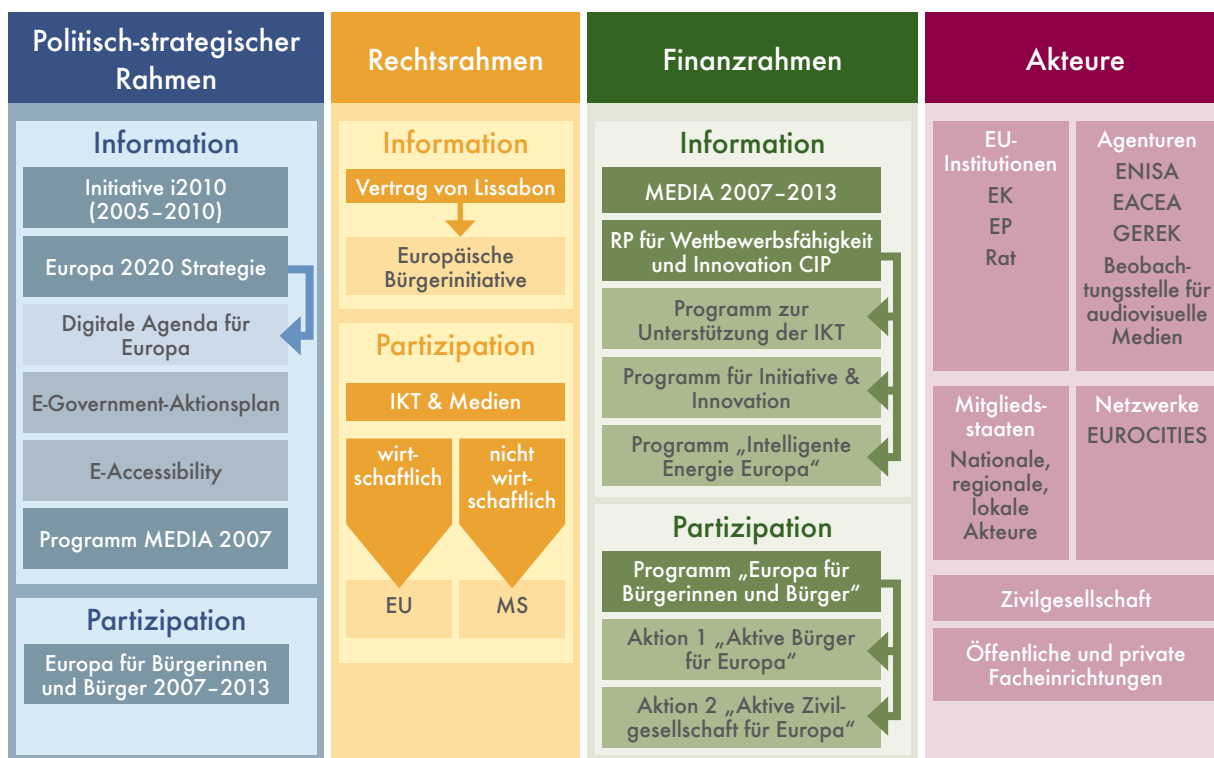 Politisch-strategischer
Rahmen
Information
Initiative i2010
(2005–2010)
Europa 2020 Strategie
Digitale Agenda für
Europa
E-Government-Aktionsplan
E-Accessibility
Programm MEDIA 2007
Partizipation
Europa für Bürgerinnen
und Bürger 2007–2013
Rechtsrahmen
Information
Vertrag von Lissabon
Europäische
Bürgerinitiative
Partizipation
IKT & Medien
wirt-
schaftlich
nicht
wirt-
schaftlich
EU
MS
Finanzrahmen
Information
MEDIA 2007–2013
RP für Wettbewerbsfähigkeit
und Innovation CIP
Programm zur
Unterstützung der IKT
Programm für Initiative &
Innovation
Programm „Intelligente
Energie Europa“
Partizipation
Programm „Europa für
Bürgerinnen und Bürger“
Aktion 1 „Aktive Bürger
für Europa“
Aktion 2 „Aktive Zivil-
gesellschaft für Europa“
Akteure
EU-
Institutionen
EK
EP
Rat
Agenturen
ENISA
EACEA
GEREK
Beobach-
tungsstelle für
audiovisuelle
Medien
Mitglieds-
staaten
Nationale,
regionale,
lokale
Akteure
Netzwerke
EUROCITIES
Zivilgesellschaft
Öffentliche und private
Facheinrichtungen